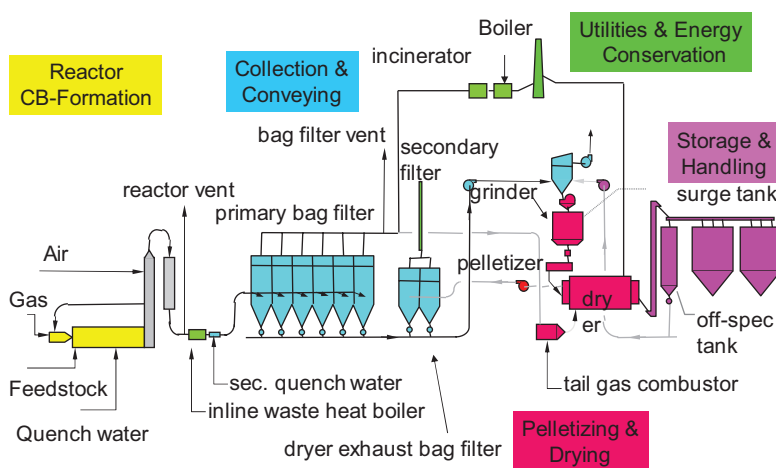 Boiler
incinerator
Utilities & Energy
Conservation
Reactor
CB-Formation
Collection &
Conveying
bag filter vent
secondary
filter
Storage &
Handling
reactor vent
grinder
surge tank
primary bag filter
Air
pelletizer
Gas
dry
er
off-spec
tank
Feedstock
sec. quench water
tail gas combustor
inline waste heat boiler
Quench water
dryer exhaust bag filter
Pelletizing &
Drying